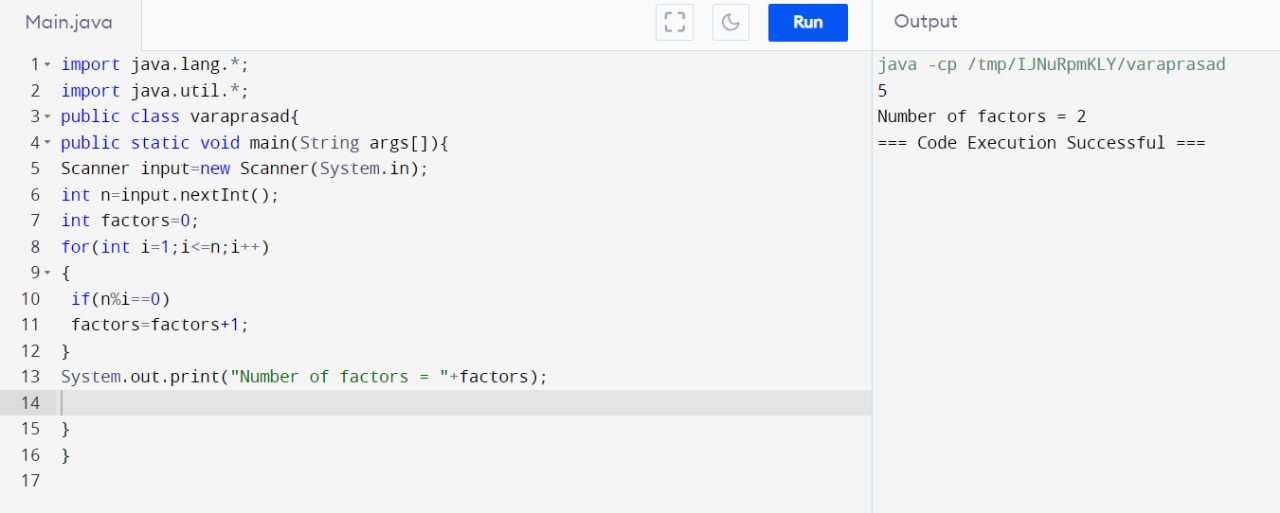 Main.java
Run
Output
1 import java.lang.*;
2 import java.util.*;
3 public class varaprasad{
4 public static void main(String args[]){
5 Scanner input=new Scanner(System.in);
6 int n=input.nextInt();
7 int factors=0;
8 for(int i=1;i<=n;i++)
9 {
10 if(n%i==0)
11 factors=factors+1;
12 }
13 System.out.print("Number of factors = "+factors);
14
15 }
16 }
17
java -cp /tmp/IJNuRpmKLY/varaprasad
5
Number of factors = 2
=== Code Execution Successful ===